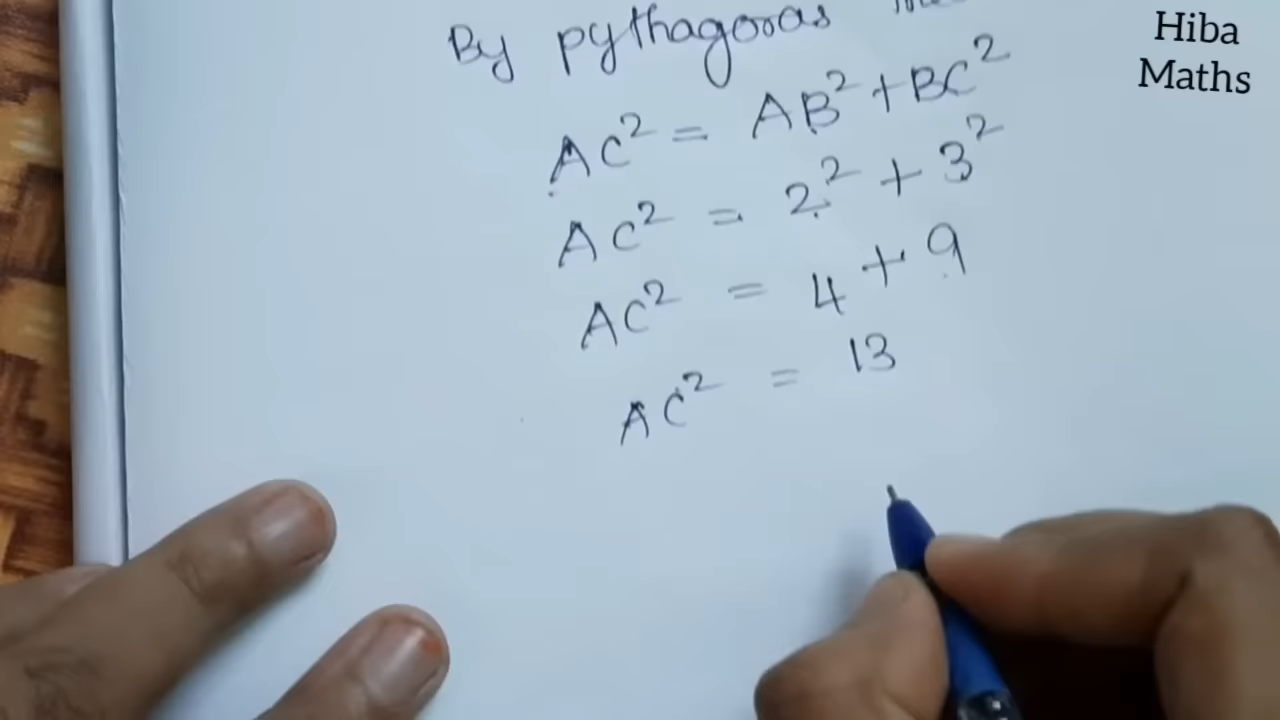 By pythagoras
AC² = AB² + BC²
AC² = 2² + 3²
AC² = 4 + 9
AC² = 13
Hiba
Maths